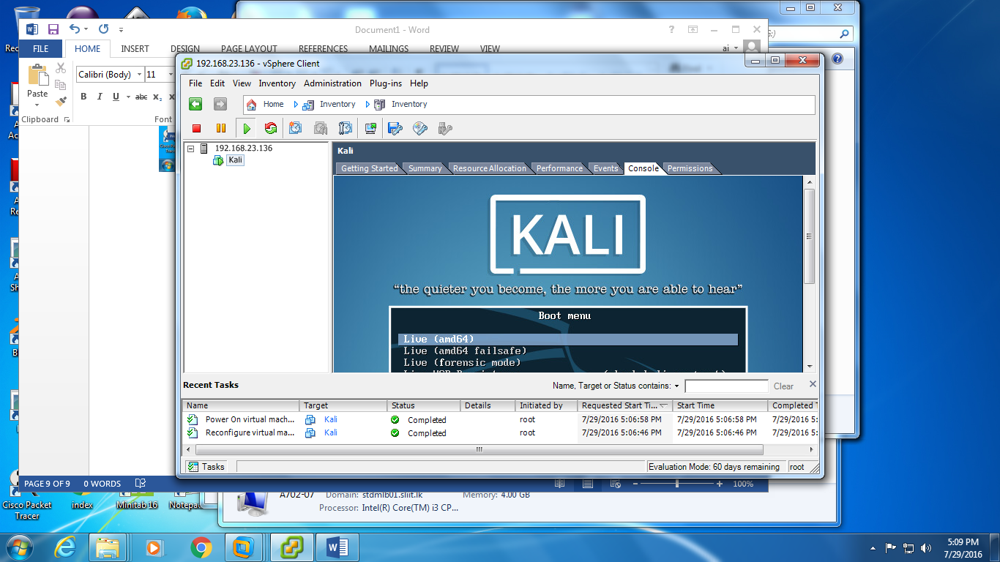 Document1 - Word
FILE HOME INSERT DESIGN PAGE LAYOUT REFERENCES MAILINGS REVIEW VIEW ai
Paste
Calibri (Body) 11
B I U abc X₂
Clipboard
Font
192.168.23.136 - vSphere Client
File Edit View Inventory Administration Plug-ins Help
Home Inventory Inventory
192.168.23.136
Kali
Kali
Getting Started Summary Resource Allocation Performance Events Console Permissions
KALI
“the quieter you become, the more you are able to hear”
Boot menu
Live (amd64)
Live (amd64 failsafe)
Live (forensic mode)
Recent Tasks
Name, Target or Status contains: Clear
Name Target Status Details Initiated by Requested Start Ti... Start Time Completed T
Power On virtual mach... Kali Completed root 7/29/2016 5:06:58 PM 7/29/2016 5:06:58 PM 7/29/2016 5:
Reconfigure virtual ma... Kali Completed root 7/29/2016 5:06:46 PM 7/29/2016 5:06:46 PM 7/29/2016 5:
Tasks
Evaluation Mode: 60 days remaining root
PAGE 9 OF 9 0 WORDS 100%
A702-07 Domain: stdmlb01.sliit.lk Memory: 4.00 GB
Processor: Intel(R) Core(TM) i3 CP...
Cisco Packet
Tracer
index
Minitab 16
Notepa
5:09 PM
7/29/2016